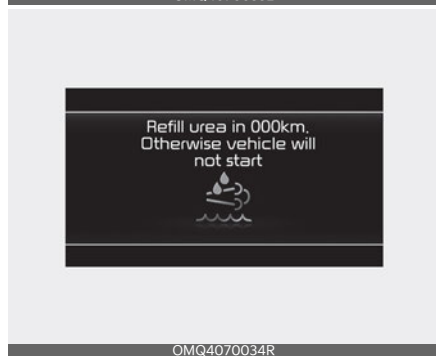 Refill urea in 000km,
Otherwise vehicle will
not start
OMQ4070034R